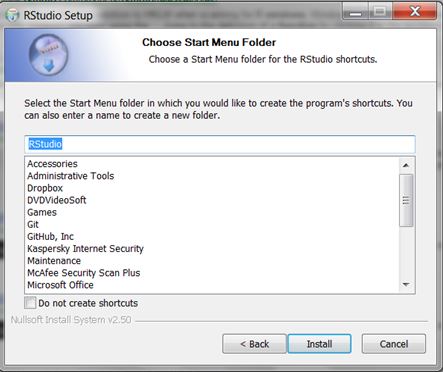 RStudio Setup
Choose Start Menu Folder
Choose a Start Menu folder for the RStudio shortcuts.
Select the Start Menu folder in which you would like to create the program's shortcuts. You
can also enter a name to create a new folder.
RStudio
Accessories
Administrative Tools
Dropbox
DVDVideoSoft
Games
Git
GitHub, Inc
Kaspersky Internet Security
Maintenance
McAfee Security Scan Plus
Microsoft Office
Do not create shortcuts
Nullsoft Install System v2.50
< Back
Install
Cancel